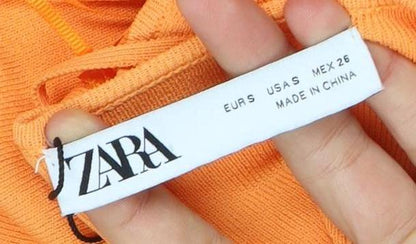 ZARA
EUR S USA S MEX 26
MADE IN CHINA